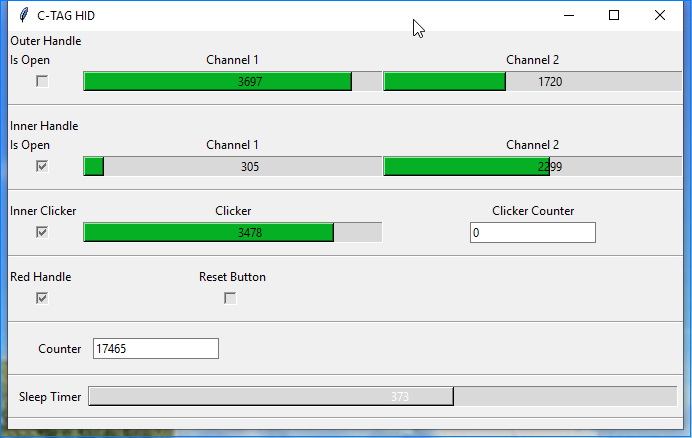 C-TAG HID
Outer Handle
Is Open Channel 1 Channel 2
3697 1720
Inner Handle
Is Open Channel 1 Channel 2
305 2299
Inner Clicker Clicker Clicker Counter
3478 0
Red Handle Reset Button
Counter 17465
Sleep Timer 373